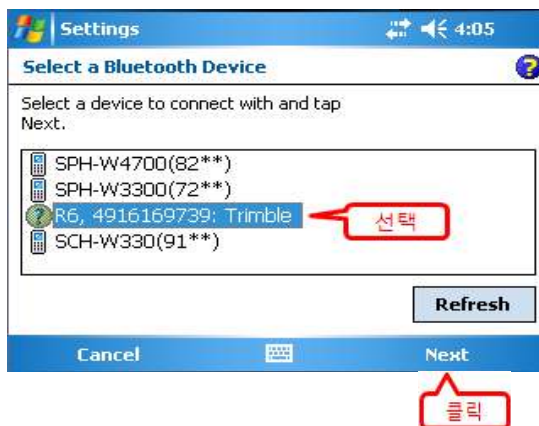 Settings 4:05
Select a Bluetooth Device
Select a device to connect with and tap
Next.
SPH-W4700(82**)
SPH-W3300(72**)
R6, 4916169739: Trimble
선택
SCH-W330(91**)
Refresh
Cancel Next
클릭